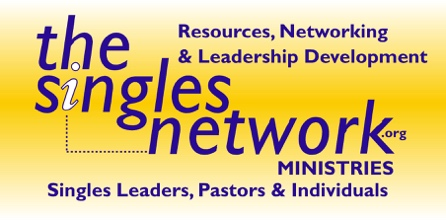 the
singles
network.org
Resources, Networking
& Leadership Development
MINISTRIES
Singles Leaders, Pastors & Individuals